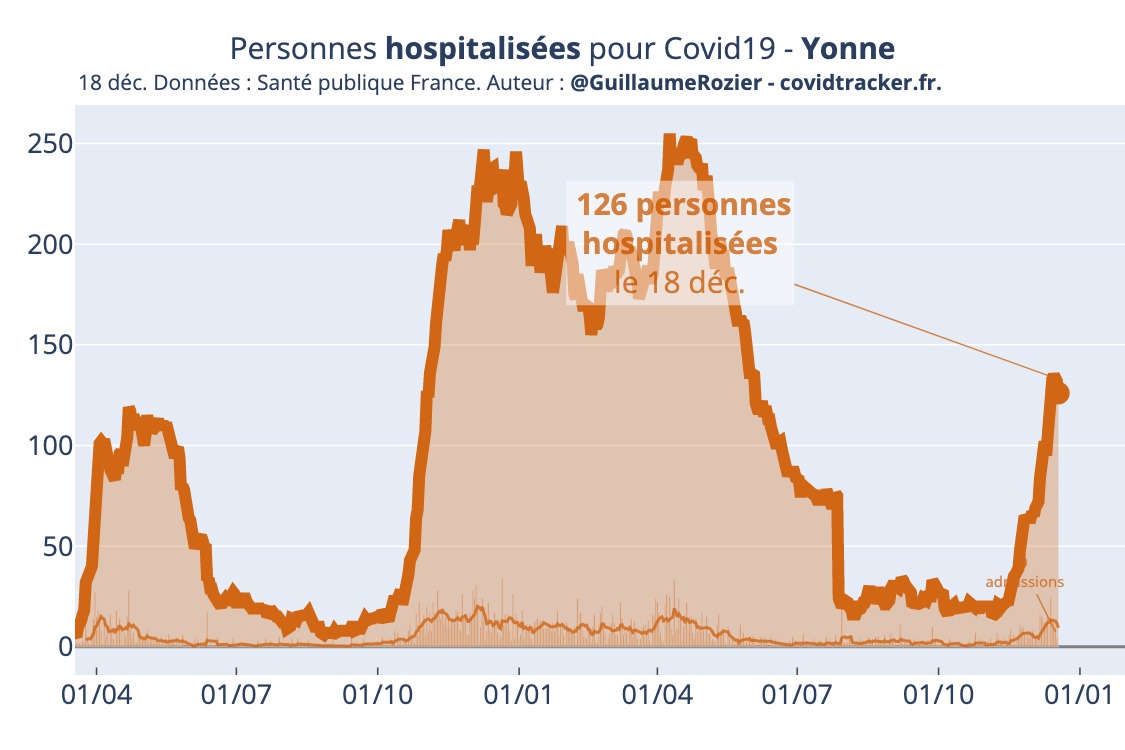 Personnes hospitalisées pour Covid19 - Yonne
18 déc. Données : Santé publique France. Auteur : @GuillaumeRozier - covidtracker.fr.
250
200
150
100
50
0
126 personnes
hospitalisées
le 18 déc.
admissions
01/04 01/07 01/10 01/01 01/04 01/07 01/10 01/01